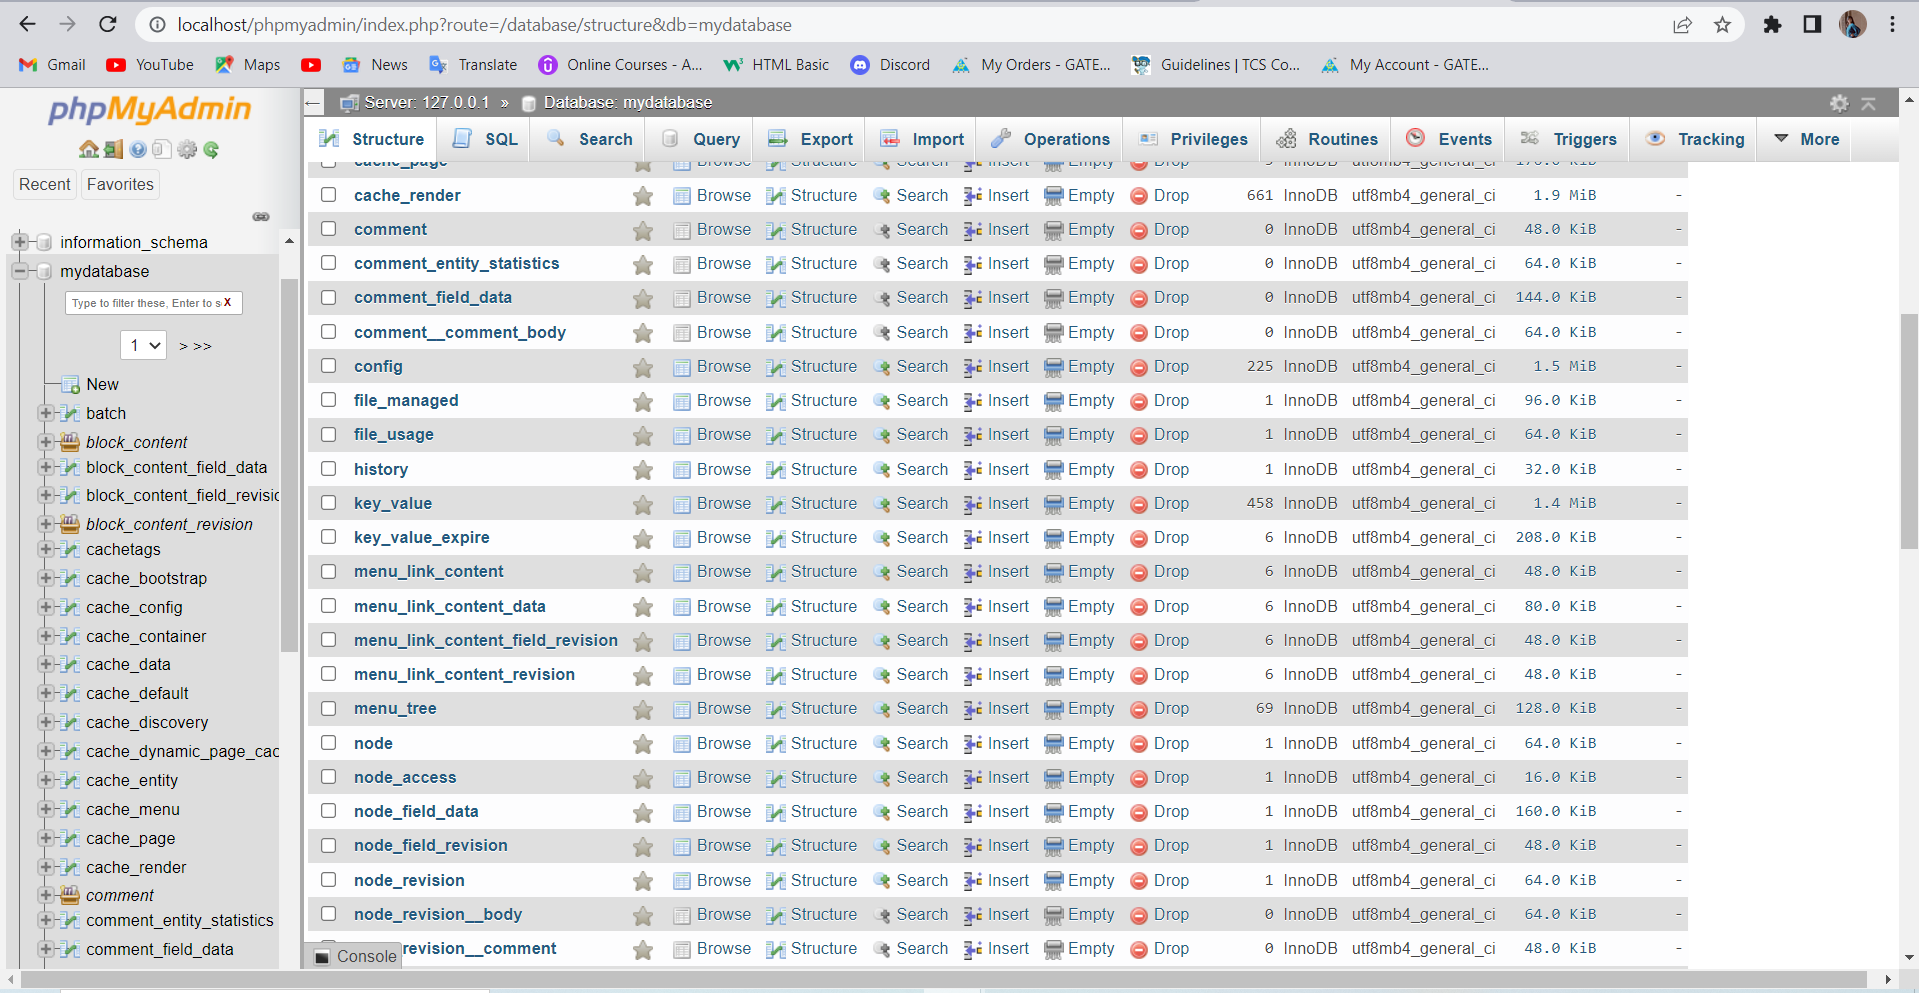 localhost/phpmyadmin/index.php?route=/database/structure&db=mydatabase
Gmail YouTube Maps News Translate Online Courses - A... HTML Basic Discord My Orders - GATE... Guidelines | TCS Co... My Account - GATE...
phpMyAdmin
Recent Favorites
information_schema
mydatabase
Type to filter these, Enter to s X
1 > >>
New
batch
block_content
block_content_field_data
block_content_field_revisic
block_content_revision
cachetags
cache_bootstrap
cache_config
cache_container
cache_data
cache_default
cache_discovery
cache_dynamic_page_cac
cache_entity
cache_menu
cache_page
cache_render
comment
comment_entity_statistics
comment_field_data
Server: 127.0.0.1 » Database: mydatabase
Structure SQL Search Query Export Import Operations Privileges Routines Events Triggers Tracking More
cache_page Browse Structure Search Insert Empty Drop
cache_render Browse Structure Search Insert Empty Drop 661 InnoDB utf8mb4_general_ci 1.9 MiB -
comment Browse Structure Search Insert Empty Drop 0 InnoDB utf8mb4_general_ci 48.0 KiB -
comment_entity_statistics Browse Structure Search Insert Empty Drop 0 InnoDB utf8mb4_general_ci 64.0 KiB -
comment_field_data Browse Structure Search Insert Empty Drop 0 InnoDB utf8mb4_general_ci 144.0 KiB -
comment__comment_body Browse Structure Search Insert Empty Drop 0 InnoDB utf8mb4_general_ci 64.0 KiB -
config Browse Structure Search Insert Empty Drop 225 InnoDB utf8mb4_general_ci 1.5 MiB -
file_managed Browse Structure Search Insert Empty Drop 1 InnoDB utf8mb4_general_ci 96.0 KiB -
file_usage Browse Structure Search Insert Empty Drop 1 InnoDB utf8mb4_general_ci 64.0 KiB -
history Browse Structure Search Insert Empty Drop 1 InnoDB utf8mb4_general_ci 32.0 KiB -
key_value Browse Structure Search Insert Empty Drop 458 InnoDB utf8mb4_general_ci 1.4 MiB -
key_value_expire Browse Structure Search Insert Empty Drop 6 InnoDB utf8mb4_general_ci 208.0 KiB -
menu_link_content Browse Structure Search Insert Empty Drop 6 InnoDB utf8mb4_general_ci 48.0 KiB -
menu_link_content_data Browse Structure Search Insert Empty Drop 6 InnoDB utf8mb4_general_ci 80.0 KiB -
menu_link_content_field_revision Browse Structure Search Insert Empty Drop 6 InnoDB utf8mb4_general_ci 48.0 KiB -
menu_link_content_revision Browse Structure Search Insert Empty Drop 6 InnoDB utf8mb4_general_ci 48.0 KiB -
menu_tree Browse Structure Search Insert Empty Drop 69 InnoDB utf8mb4_general_ci 128.0 KiB -
node Browse Structure Search Insert Empty Drop 1 InnoDB utf8mb4_general_ci 64.0 KiB -
node_access Browse Structure Search Insert Empty Drop 1 InnoDB utf8mb4_general_ci 16.0 KiB -
node_field_data Browse Structure Search Insert Empty Drop 1 InnoDB utf8mb4_general_ci 160.0 KiB -
node_field_revision Browse Structure Search Insert Empty Drop 1 InnoDB utf8mb4_general_ci 48.0 KiB -
node_revision Browse Structure Search Insert Empty Drop 1 InnoDB utf8mb4_general_ci 64.0 KiB -
node_revision__body Browse Structure Search Insert Empty Drop 0 InnoDB utf8mb4_general_ci 64.0 KiB -
revision__comment Browse Structure Search Insert Empty Drop 0 InnoDB utf8mb4_general_ci 48.0 KiB -
Console